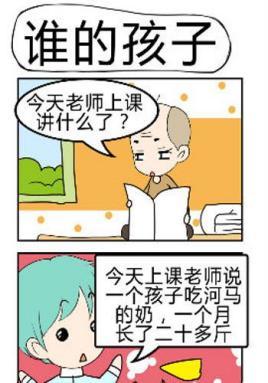 谁的孩子
今天老师上课
讲什么了？
今天上课老师说
一个孩子吃河马
的奶，一个月
长了二十多斤